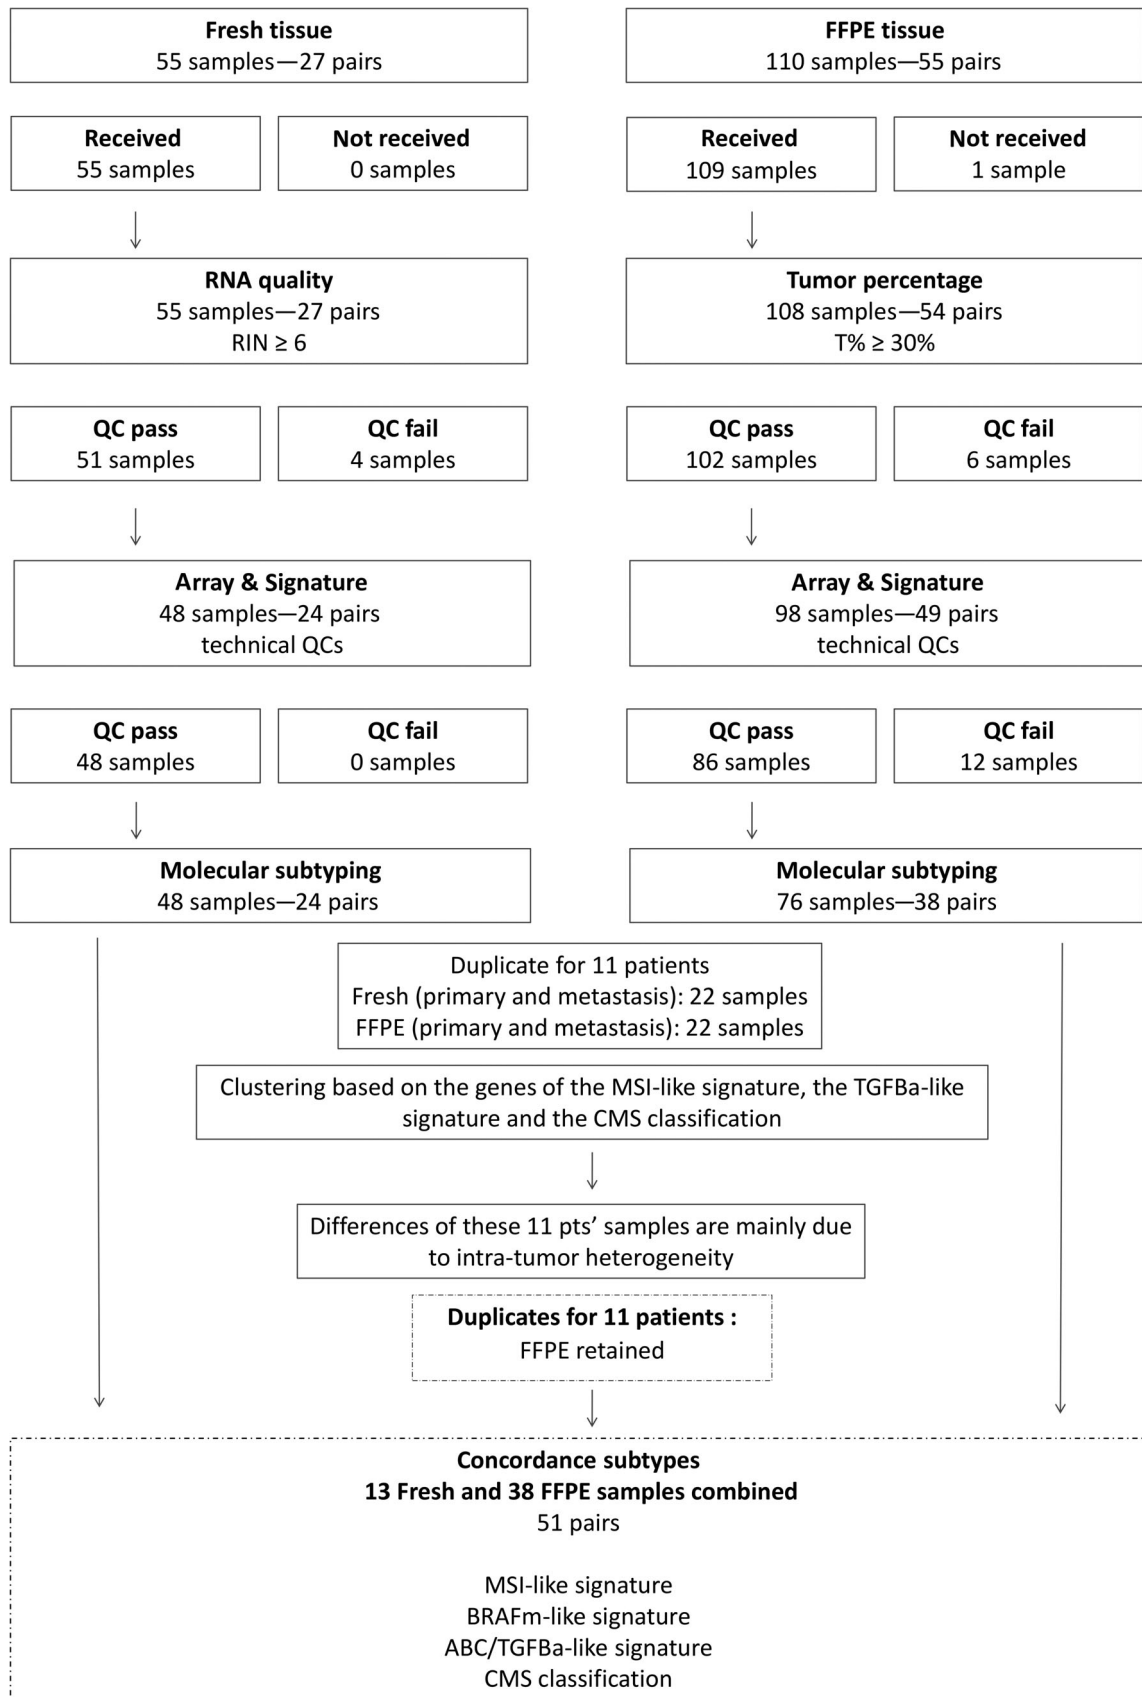 Fresh tissue
55 samples—27 pairs
FFPE tissue
110 samples—55 pairs
Received
55 samples
Not received
0 samples
Received
109 samples
Not received
1 sample
RNA quality
55 samples—27 pairs
RIN ≥ 6
Tumor percentage
108 samples—54 pairs
T% ≥ 30%
QC pass
51 samples
QC fail
4 samples
QC pass
102 samples
QC fail
6 samples
Array & Signature
48 samples—24 pairs
technical QCs
Array & Signature
98 samples—49 pairs
technical QCs
QC pass
48 samples
QC fail
0 samples
QC pass
86 samples
QC fail
12 samples
Molecular subtyping
48 samples—24 pairs
Molecular subtyping
76 samples—38 pairs
Duplicate for 11 patients
Fresh (primary and metastasis): 22 samples
FFPE (primary and metastasis): 22 samples
Clustering based on the genes of the MSI-like signature, the TGFBa-like
signature and the CMS classification
Differences of these 11 pts’ samples are mainly due
to intra-tumor heterogeneity
Duplicates for 11 patients :
FFPE retained
Concordance subtypes
13 Fresh and 38 FFPE samples combined
51 pairs
MSI-like signature
BRAFm-like signature
ABC/TGFBa-like signature
CMS classification